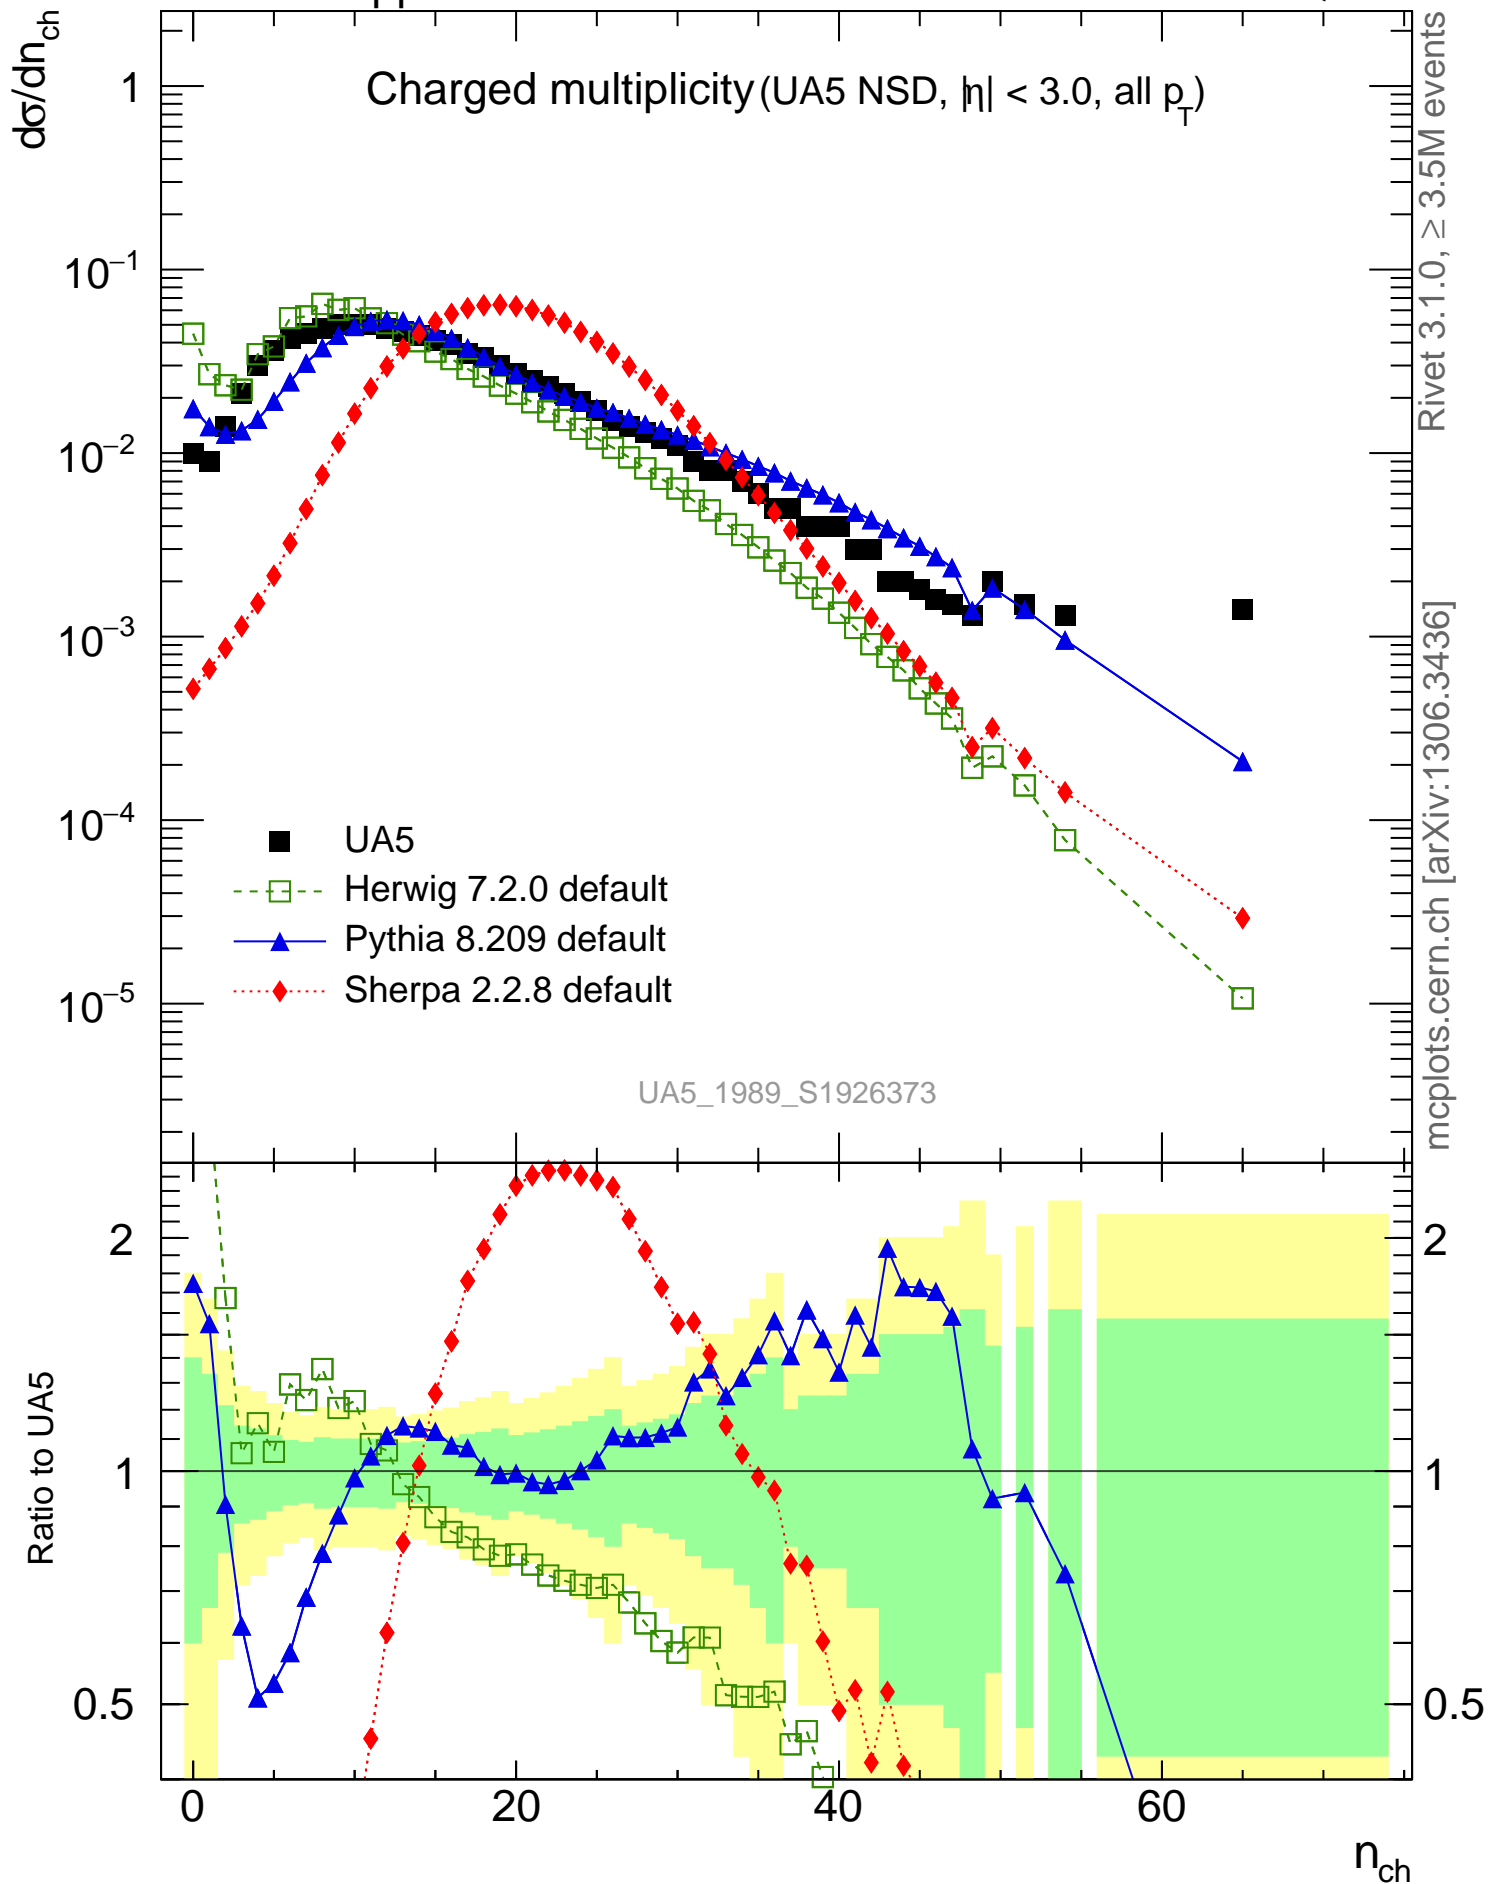 pp
dσ/dn_ch
Charged multiplicity (UA5 NSD, |η| < 3.0, all p_T)
1
10⁻¹
10⁻²
10⁻³
10⁻⁴
10⁻⁵
UA5
Herwig 7.2.0 default
Pythia 8.209 default
Sherpa 2.2.8 default
UA5_1989_S1926373
Rivet 3.1.0, ≥ 3.5M events
mcplots.cern.ch [arXiv:1306.3436]
Ratio to UA5
2
1
0.5
2
1
0.5
0 20 40 60
n_ch